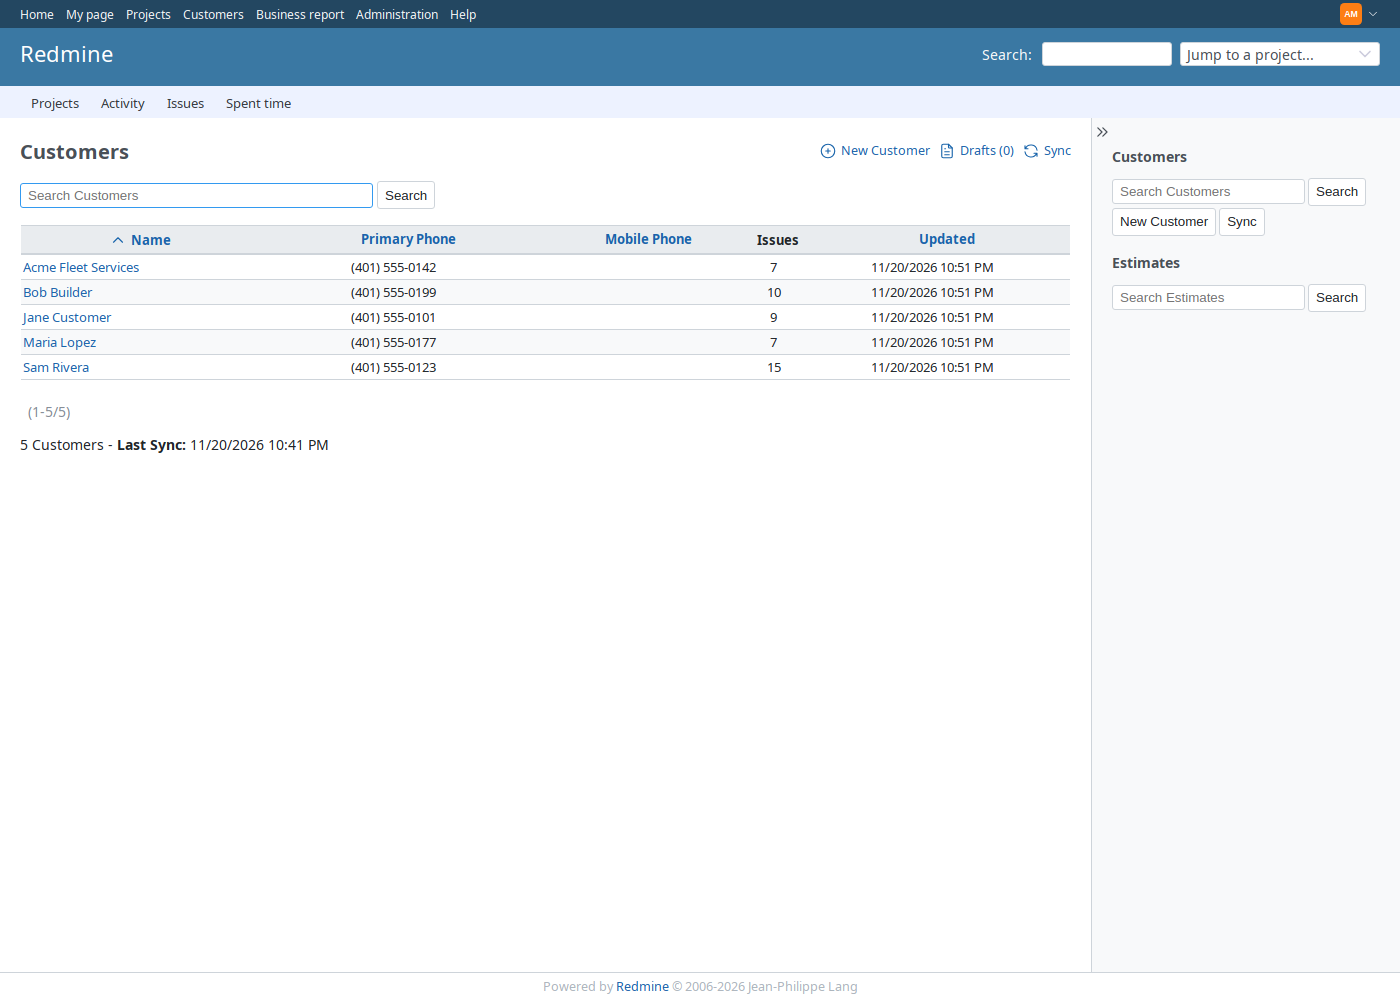 Home My page Projects Customers Business report Administration Help AM
Redmine Search: Jump to a project...
Projects Activity Issues Spent time
Customers New Customer Drafts (0) Sync
Search Customers Search
Name Primary Phone Mobile Phone Issues Updated
Acme Fleet Services (401) 555-0142 7 11/20/2026 10:51 PM
Bob Builder (401) 555-0199 10 11/20/2026 10:51 PM
Jane Customer (401) 555-0101 9 11/20/2026 10:51 PM
Maria Lopez (401) 555-0177 7 11/20/2026 10:51 PM
Sam Rivera (401) 555-0123 15 11/20/2026 10:51 PM
(1-5/5)
5 Customers - Last Sync: 11/20/2026 10:41 PM
Customers
Search Customers Search
New Customer Sync
Estimates
Search Estimates Search
Powered by Redmine © 2006-2026 Jean-Philippe Lang